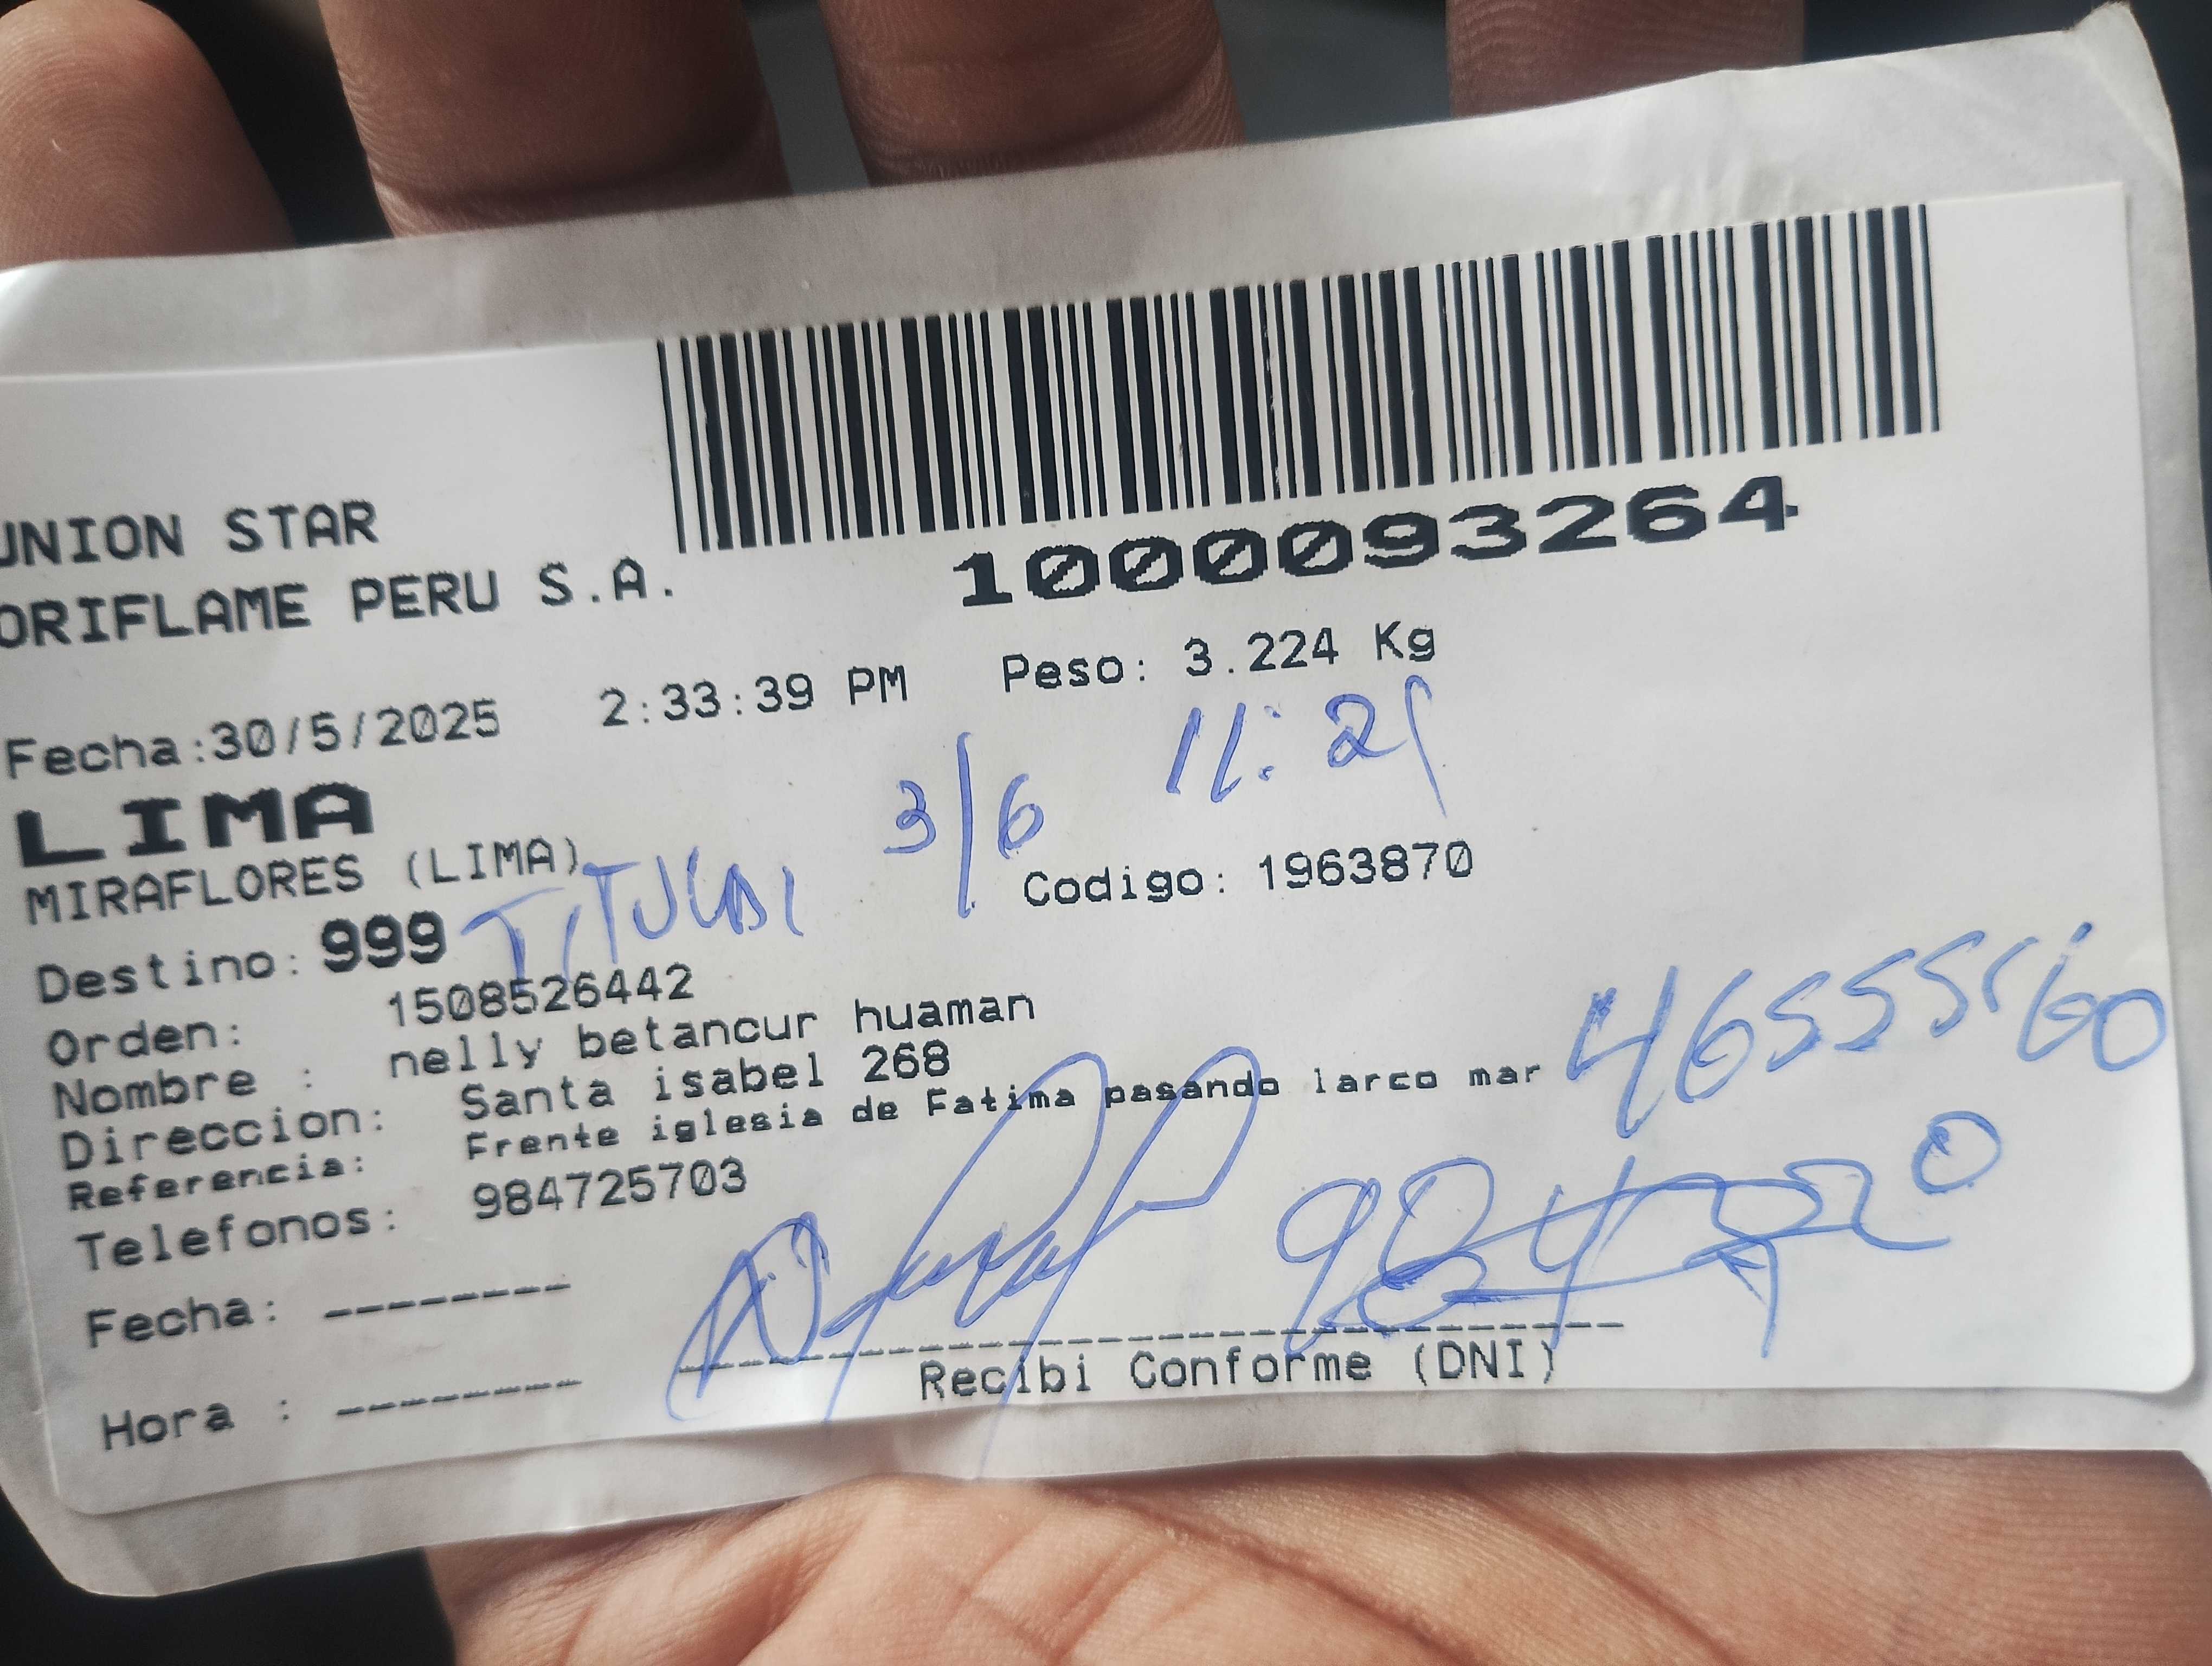 UNION STAR
ORIFLAME PERU S.A.
1000093264
Fecha:30/5/2025 2:33:39 PM Peso: 3.224 Kg
3/6 11:21
LIMA
MIRAFLORES (LIMA)
Codigo: 1963870
Destino: 999 TITULAR
Orden: 1508526442
Nombre : nelly betancur huaman
Direccion: Santa isabel 268
Referencia: Frente iglesia de Fatima pasando larco mar
Telefonos: 984725703
Fecha: --------
Hora : --------
Recibi Conforme (DNI)